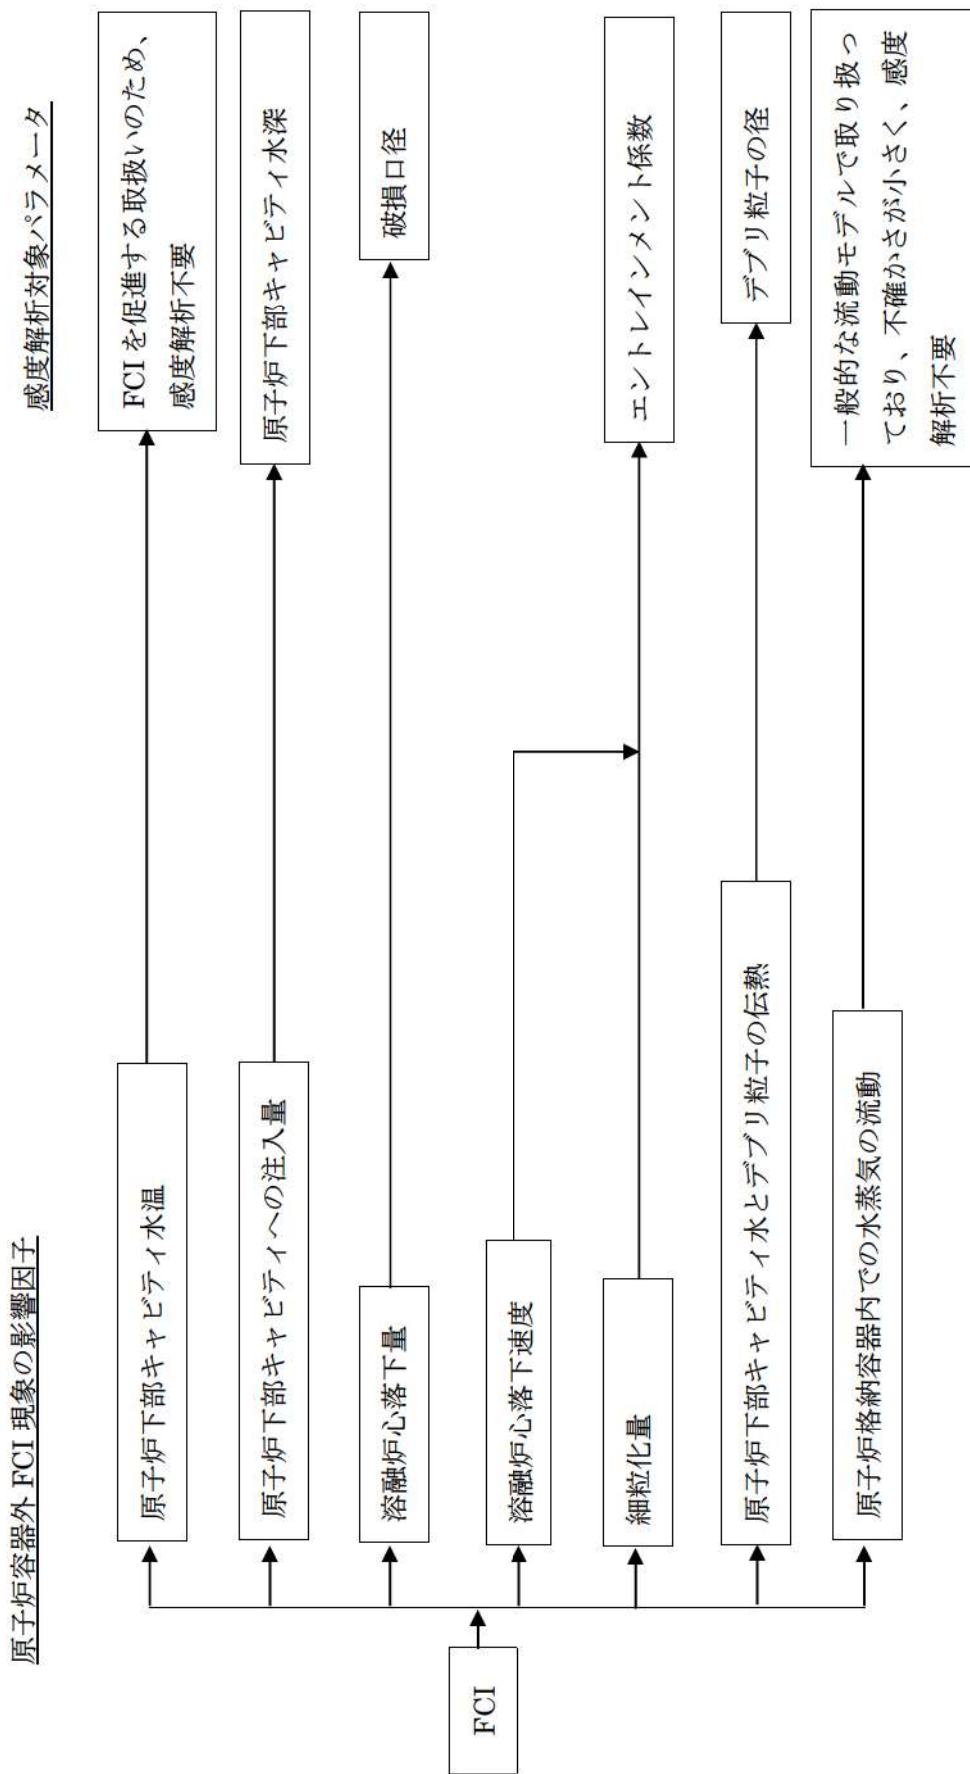 原子炉容器外 FCI 現象の影響因子
感度解析対象パラメータ
FCI
原子炉下部キャビティ水温
FCI を促進する取扱いのため、
感度解析不要
原子炉下部キャビティへの注入量
原子炉下部キャビティ水深
溶融炉心落下量
破損口径
溶融炉心落下速度
細粒化量
エントレインメント係数
原子炉下部キャビティ水とデブリ粒子の伝熱
デブリ粒子の径
原子炉格納容器内での水蒸気の流動
一般的な流動モデルで取り扱っ
ており、不確かさが小さく、感度
解析不要